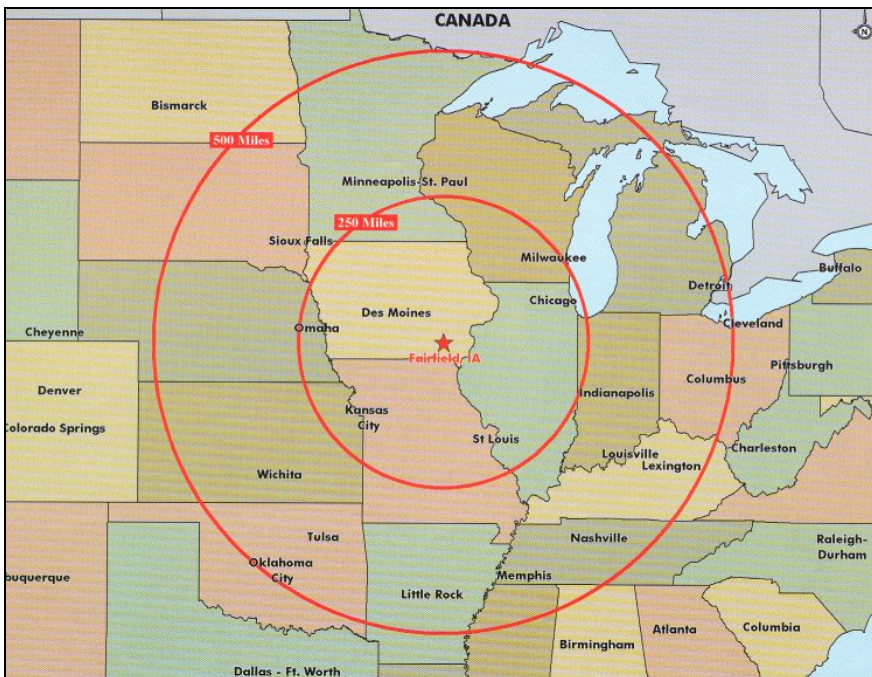 CANADA
N
Bismarck
500 Miles
Minneapolis-St. Paul
250 Miles
Sioux Falls
Milwaukee
Buffalo
Detroit
Chicago
Des Moines
Omaha
Cleveland
Cheyenne
Fairfield, IA
Pittsburgh
Columbus
Denver
Indianapolis
Kansas
City
Colorado Springs
St Louis
Charleston
Louisville
Lexington
Wichita
Tulsa
Nashville
Raleigh-
Durham
Oklahoma
City
buquerque
Memphis
Little Rock
Atlanta
Columbia
Birmingham
Dallas - Ft. Worth